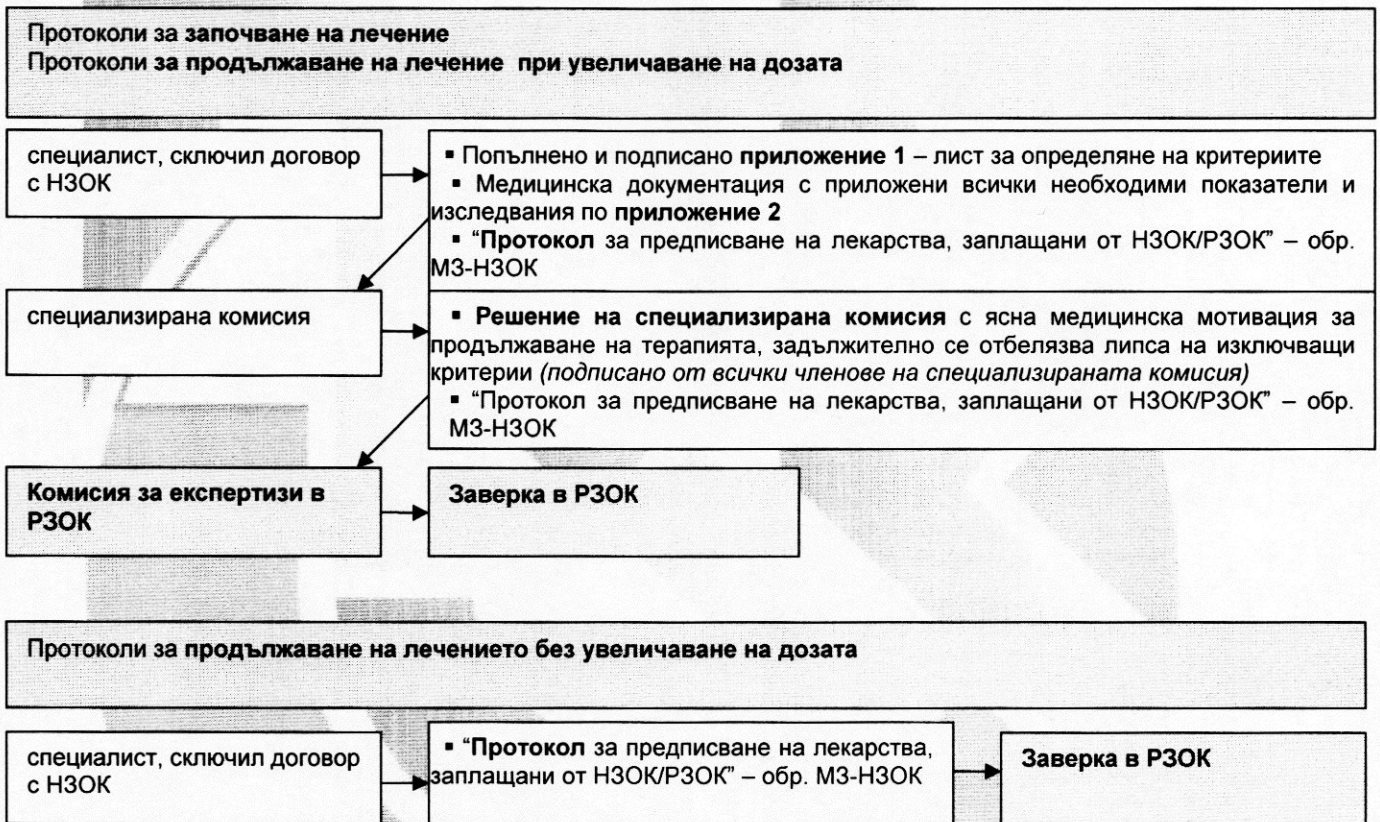 Протоколи за започване на лечение
Протоколи за продължаване на лечение при увеличаване на дозата
специалист, сключил договор
с НЗОК
▪ Попълнено и подписано приложение 1 – лист за определяне на критериите
▪ Медицинска документация с приложени всички необходими показатели и
изследвания по приложение 2
▪ “Протокол за предписване на лекарства, заплащани от НЗОК/РЗОК” – обр.
МЗ-НЗОК
специализирана комисия
▪ Решение на специализирана комисия с ясна медицинска мотивация за
продължаване на терапията, задължително се отбелязва липса на изключващи
критерии (подписано от всички членове на специализираната комисия)
▪ “Протокол за предписване на лекарства, заплащани от НЗОК/РЗОК” – обр.
МЗ-НЗОК
Комисия за експертизи в
РЗОК
Заверка в РЗОК
Протоколи за продължаване на лечението без увеличаване на дозата
специалист, сключил договор
с НЗОК
▪ “Протокол за предписване на лекарства,
заплащани от НЗОК/РЗОК” – обр. МЗ-НЗОК
Заверка в РЗОК